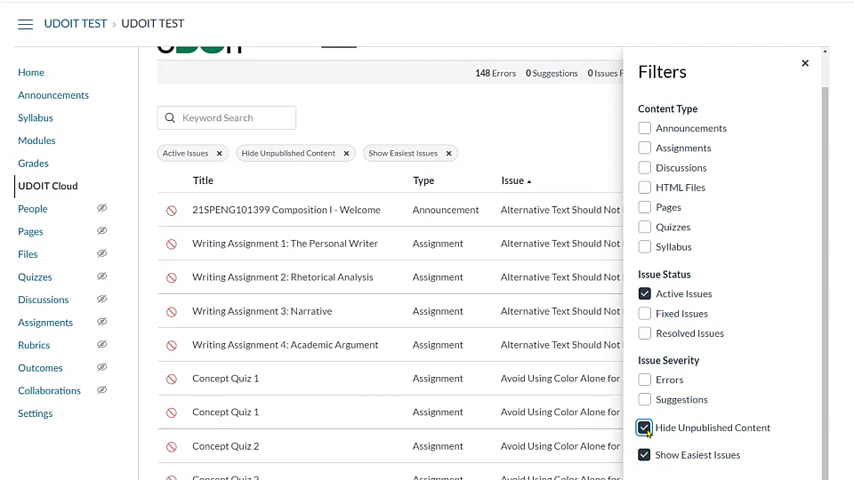 UDOIT TEST › UDOIT TEST
Home
Announcements
Syllabus
Modules
Grades
UDOIT Cloud
People
Pages
Files
Quizzes
Discussions
Assignments
Rubrics
Outcomes
Collaborations
Settings
148 Errors 0 Suggestions 0 Issues F
Keyword Search
Active Issues × Hide Unpublished Content × Show Easiest Issues ×
Title Type Issue
21SPENG101399 Composition I - Welcome Announcement Alternative Text Should Not
Writing Assignment 1: The Personal Writer Assignment Alternative Text Should Not
Writing Assignment 2: Rhetorical Analysis Assignment Alternative Text Should Not
Writing Assignment 3: Narrative Assignment Alternative Text Should Not
Writing Assignment 4: Academic Argument Assignment Alternative Text Should Not
Concept Quiz 1 Assignment Avoid Using Color Alone for
Concept Quiz 1 Assignment Avoid Using Color Alone for
Concept Quiz 2 Assignment Avoid Using Color Alone for
Filters ×
Content Type
Announcements
Assignments
Discussions
HTML Files
Pages
Quizzes
Syllabus
Issue Status
Active Issues
Fixed Issues
Resolved Issues
Issue Severity
Errors
Suggestions
Hide Unpublished Content
Show Easiest Issues